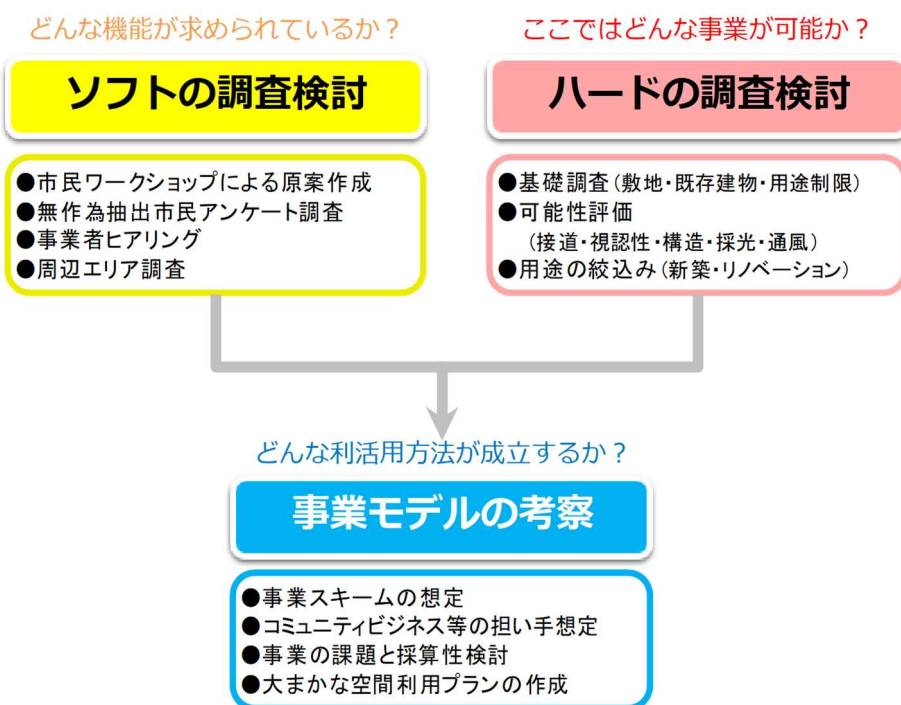 どんな機能が求められているか？
ソフトの調査検討
●市民ワークショップによる原案作成
●無作為抽出市民アンケート調査
●事業者ヒアリング
●周辺エリア調査
ここではどんな事業が可能か？
ハードの調査検討
●基礎調査(敷地・既存建物・用途制限)
●可能性評価
(接道・視認性・構造・採光・通風)
●用途の絞込み(新築・リノベーション)
どんな利活用方法が成立するか？
事業モデルの考察
●事業スキームの想定
●コミュニティビジネス等の担い手想定
●事業の課題と採算性検討
●大まかな空間利用プランの作成